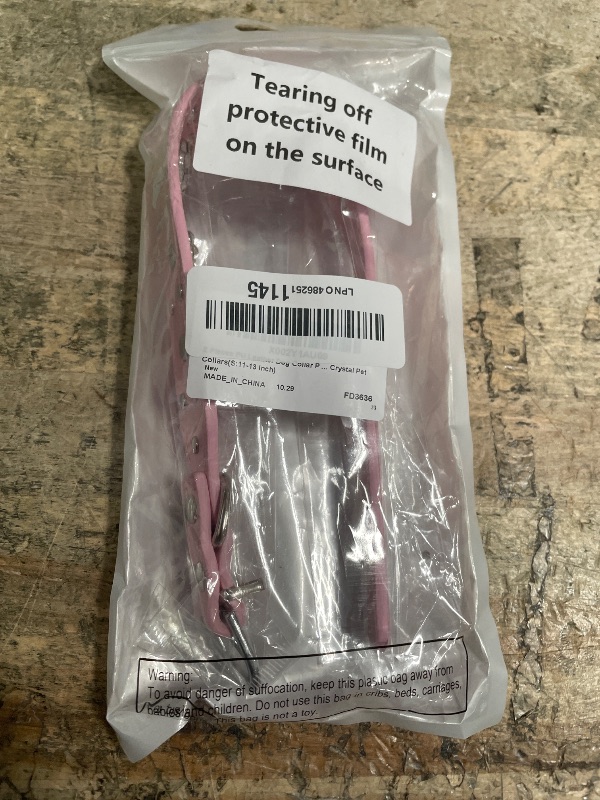 Tearing off
protective film
on the surface
LPNO486251 1145
Dog Collar P ... Crystal Pet
Collars(S:11-13 inch)
New
MADE_IN_CHINA 10.29
FD3636
Warning:
To avoid danger of suffocation, keep this plastic bag away from
babies and children. Do not use this bag in cribs, beds, carriages,
This bag is not a toy.